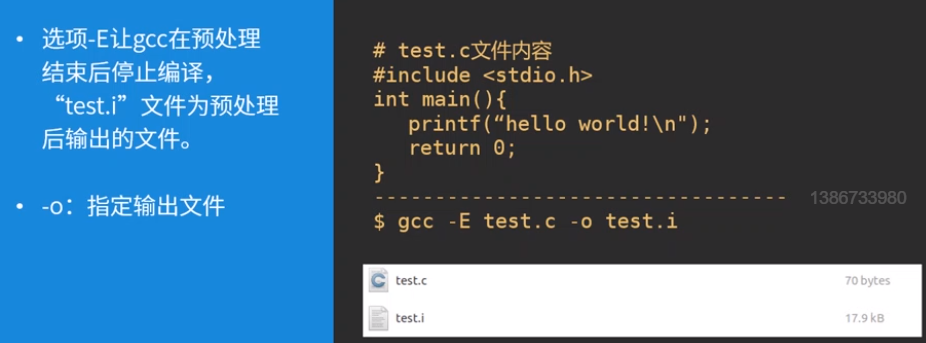 • 选项-E让gcc在预处理
结束后停止编译，
“test.i”文件为预处理
后输出的文件。
• -o：指定输出文件
# test.c文件内容
#include <stdio.h>
int main(){
printf(“hello world!\n");
return 0;
}
----------------------------------
1386733980
$ gcc -E test.c -o test.i
test.c 70 bytes
test.i 17.9 kB